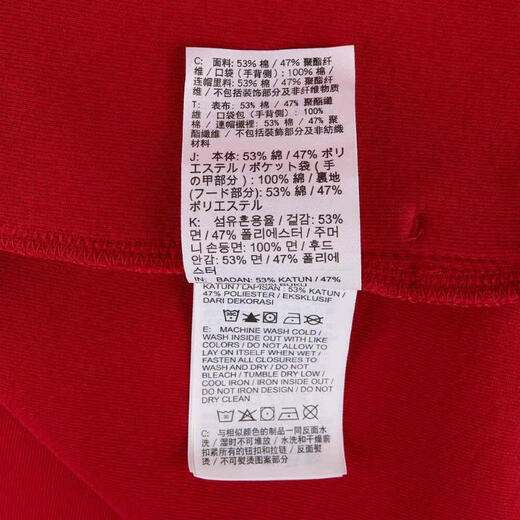 C: 面料: 53% 棉 / 47% 聚酯纤
维 / 口袋 (手背侧) : 100% 棉 /
连帽里料: 53% 棉 / 47% 聚酯纤
维 / 不包括装饰部分及非纤维物质
T: 表布: 53% 棉 / 47% 聚酯纖
維 / 口袋包 (手背側) : 100%
棉 / 連帽襯裡: 53% 棉 / 47% 聚
酯纖維 / 不包括裝飾部分及非紡織
材料
J: 本体: 53% 綿 / 47% ポリ
エステル / ポケット袋 ( 手
の甲部分 ) : 100% 綿 / 裏地
(フード部分): 53% 綿 / 47%
ポリエステル
K: 섬유혼용율 / 겉감: 53%
면 / 47% 폴리에스터 / 주머
니 손등면: 100% 면 / 후드
안감: 53% 면 / 47% 폴리에
스터
IN: BADAN: 53% KATUN / 47%
47% POLIESTER / EKSKLUSIF
DARI DEKORASI
E: MACHINE WASH COLD /
WASH INSIDE OUT WITH LIKE
COLORS / DO NOT ALLOW TO
LAY ON ITSELF WHEN WET /
FASTEN ALL CLOSURES TO
WASH AND DRY / DO NOT
BLEACH / TUMBLE DRY LOW /
COOL IRON / IRON INSIDE OUT
/ DO NOT IRON DESIGN / DO
NOT DRYCLEAN
C: 与相似颜色的制品一同反面水
洗 / 湿时不可堆放 / 水洗和干燥前
扣紧所有的钮扣和拉链 / 反面熨
烫 / 不可熨烫图案部分